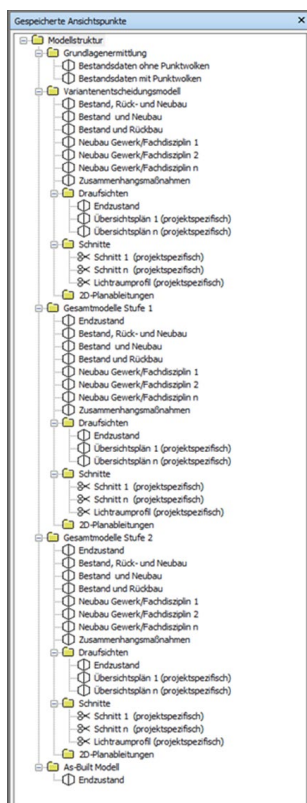 Gespeicherte Ansichtspunkte
Modellstruktur
Grundlagenermittlung
Bestandsdaten ohne Punktwolken
Bestandsdaten mit Punktwolken
Variantenentscheidungsmodell
Bestand, Rück- und Neubau
Bestand und Neubau
Bestand und Rückbau
Neubau Gewerk/Fachdisziplin 1
Neubau Gewerk/Fachdisziplin 2
Neubau Gewerk/Fachdisziplin n
Zusammenhangsmaßnahmen
Draufsichten
Endzustand
Übersichtsplän 1 (projektspezifisch)
Übersichtsplän n (projektspezifisch)
Schnitte
Schnitt 1 (projektspezifisch)
Schnitt n (projektspezifisch)
Lichtraumprofil (projektspezifisch)
2D-Planableitungen
Gesamtmodelle Stufe 1
Endzustand
Bestand, Rück- und Neubau
Bestand und Neubau
Bestand und Rückbau
Neubau Gewerk/Fachdisziplin 1
Neubau Gewerk/Fachdisziplin 2
Neubau Gewerk/Fachdisziplin n
Zusammenhangsmaßnahmen
Draufsichten
Endzustand
Übersichtsplän 1 (projektspezifisch)
Übersichtsplän n (projektspezifisch)
Schnitte
Schnitt 1 (projektspezifisch)
Schnitt n (projektspezifisch)
Lichtraumprofil (projektspezifisch)
2D-Planableitungen
Gesamtmodelle Stufe 2
Endzustand
Bestand, Rück- und Neubau
Bestand und Neubau
Bestand und Rückbau
Neubau Gewerk/Fachdisziplin 1
Neubau Gewerk/Fachdisziplin 2
Neubau Gewerk/Fachdisziplin n
Zusammenhangsmaßnahmen
Draufsichten
Endzustand
Übersichtsplän 1 (projektspezifisch)
Übersichtsplän n (projektspezifisch)
Schnitte
Schnitt 1 (projektspezifisch)
Schnitt n (projektspezifisch)
Lichtraumprofil (projektspezifisch)
2D-Planableitungen
As-Built Modell
Endzustand